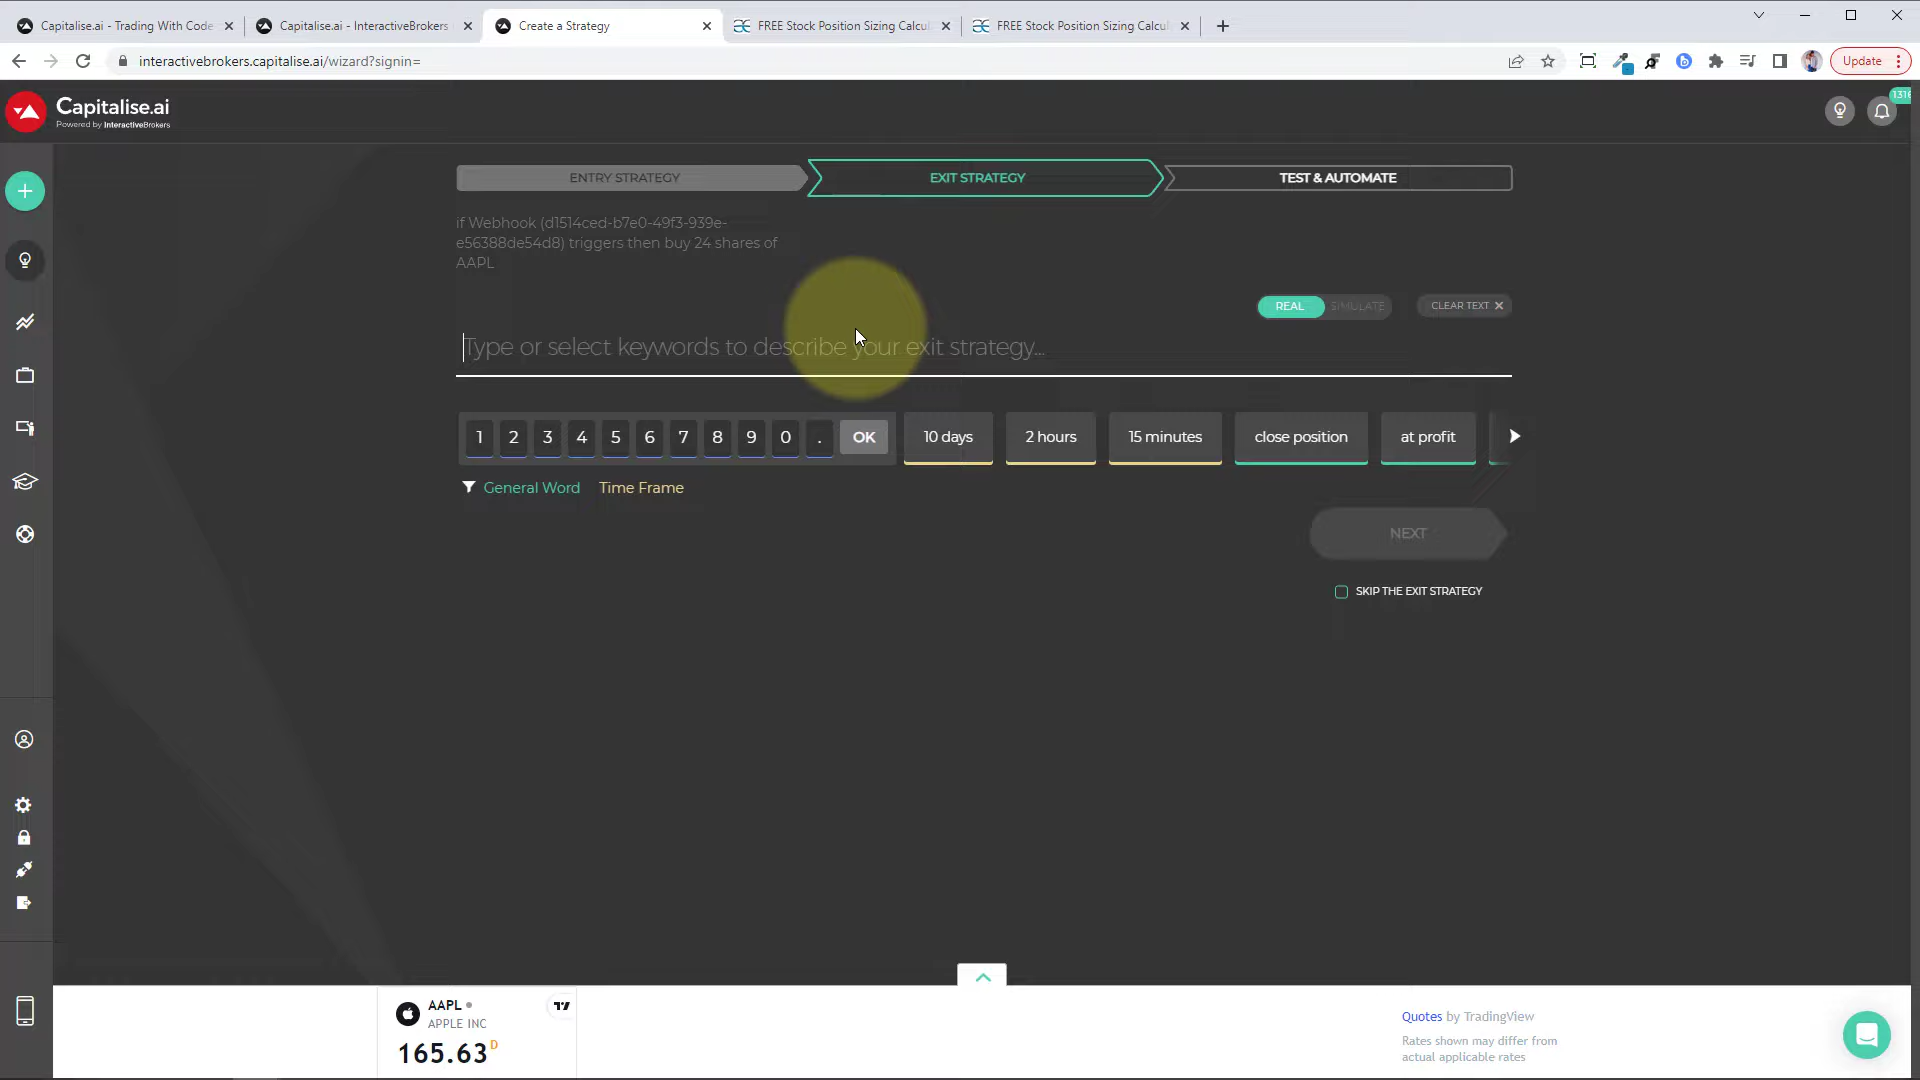 Capitalise.ai - Trading With Code
Capitalise.ai - InteractiveBrokers
Create a Strategy
FREE Stock Position Sizing Calcul
FREE Stock Position Sizing Calcul
interactivebrokers.capitalise.ai/wizard?signin=
Update
Capitalise.ai
Powered by InteractiveBrokers
1318
ENTRY STRATEGY
EXIT STRATEGY
TEST & AUTOMATE
if Webhook (d1514ced-b7e0-49f3-939e-
e56388de54d8) triggers then buy 24 shares of
AAPL
REAL
SIMULATE
CLEAR TEXT
Type or select keywords to describe your exit strategy...
1 2 3 4 5 6 7 8 9 0 . OK
10 days
2 hours
15 minutes
close position
at profit
General Word
Time Frame
NEXT
SKIP THE EXIT STRATEGY
AAPL
APPLE INC
165.63 D
Quotes by TradingView
Rates shown may differ from
actual applicable rates